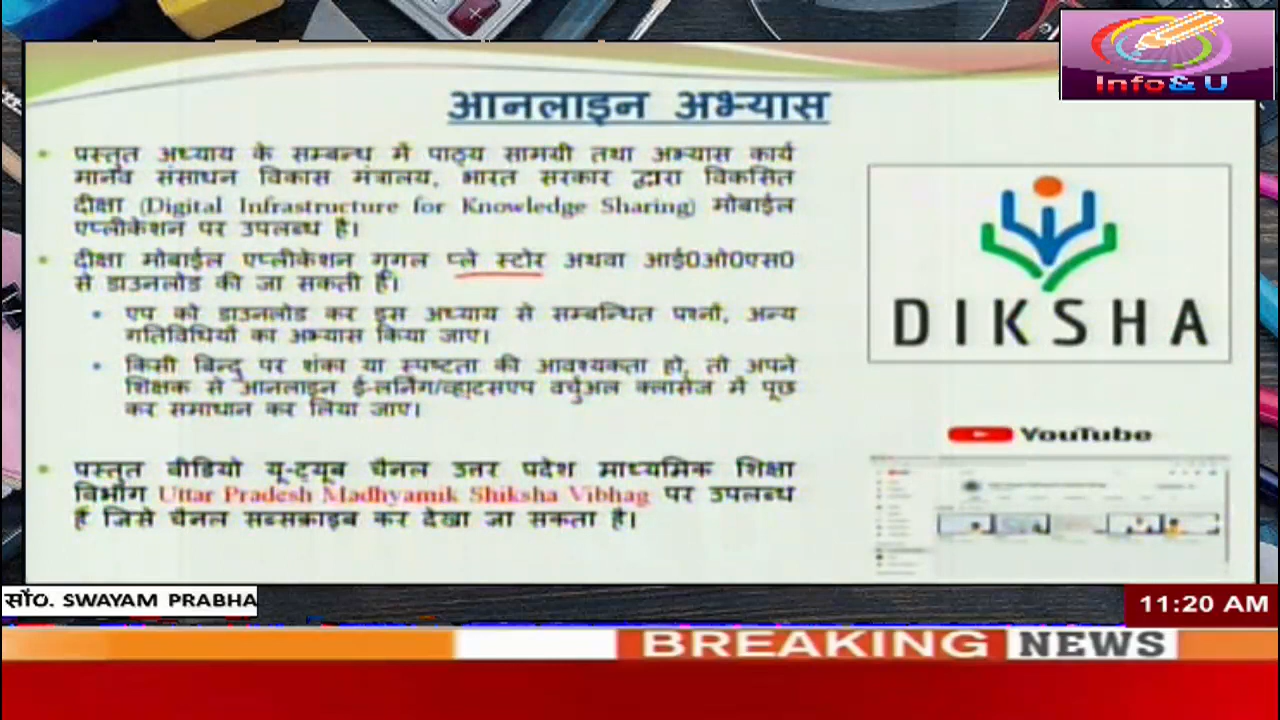 Info& U
आनलाइन अभ्यास
प्रस्तुत अध्याय के सम्बन्ध में पाठ्य सामग्री तथा अभ्यास कार्य
मानव संसाधन विकास मंत्रालय, भारत सरकार द्वारा विकसित
दीक्षा (Digital Infrastructure for Knowledge Sharing) मोबाईल
एप्लीकेशन पर उपलब्ध है।
दीक्षा मोबाईल एप्लीकेशन गूगल प्ले स्टोर अथवा आई0ओ0एस0
से डाउनलोड की जा सकती है।
एप को डाउनलोड कर इस अध्याय से सम्बन्धित प्रश्नों, अन्य
गतिविधियों का अभ्यास किया जाए।
किसी बिन्दु पर शंका या स्पष्टता की आवश्यकता हो, तो अपने
शिक्षक से आनलाइन ई-लर्निंग/व्हाट्सएप वर्चुअल क्लासेज में पूछ
कर समाधान कर लिया जाए।
प्रस्तुत वीडियो यू-ट्यूब चैनल उत्तर प्रदेश माध्यमिक शिक्षा
विभाग Uttar Pradesh Madhyamik Shiksha Vibhag पर उपलब्ध
है जिसे चैनल सब्सक्राइब कर देखा जा सकता है।
DIKSHA
YouTube
सौ0. SWAYAM PRABHA
11:20 AM
BREAKING NEWS